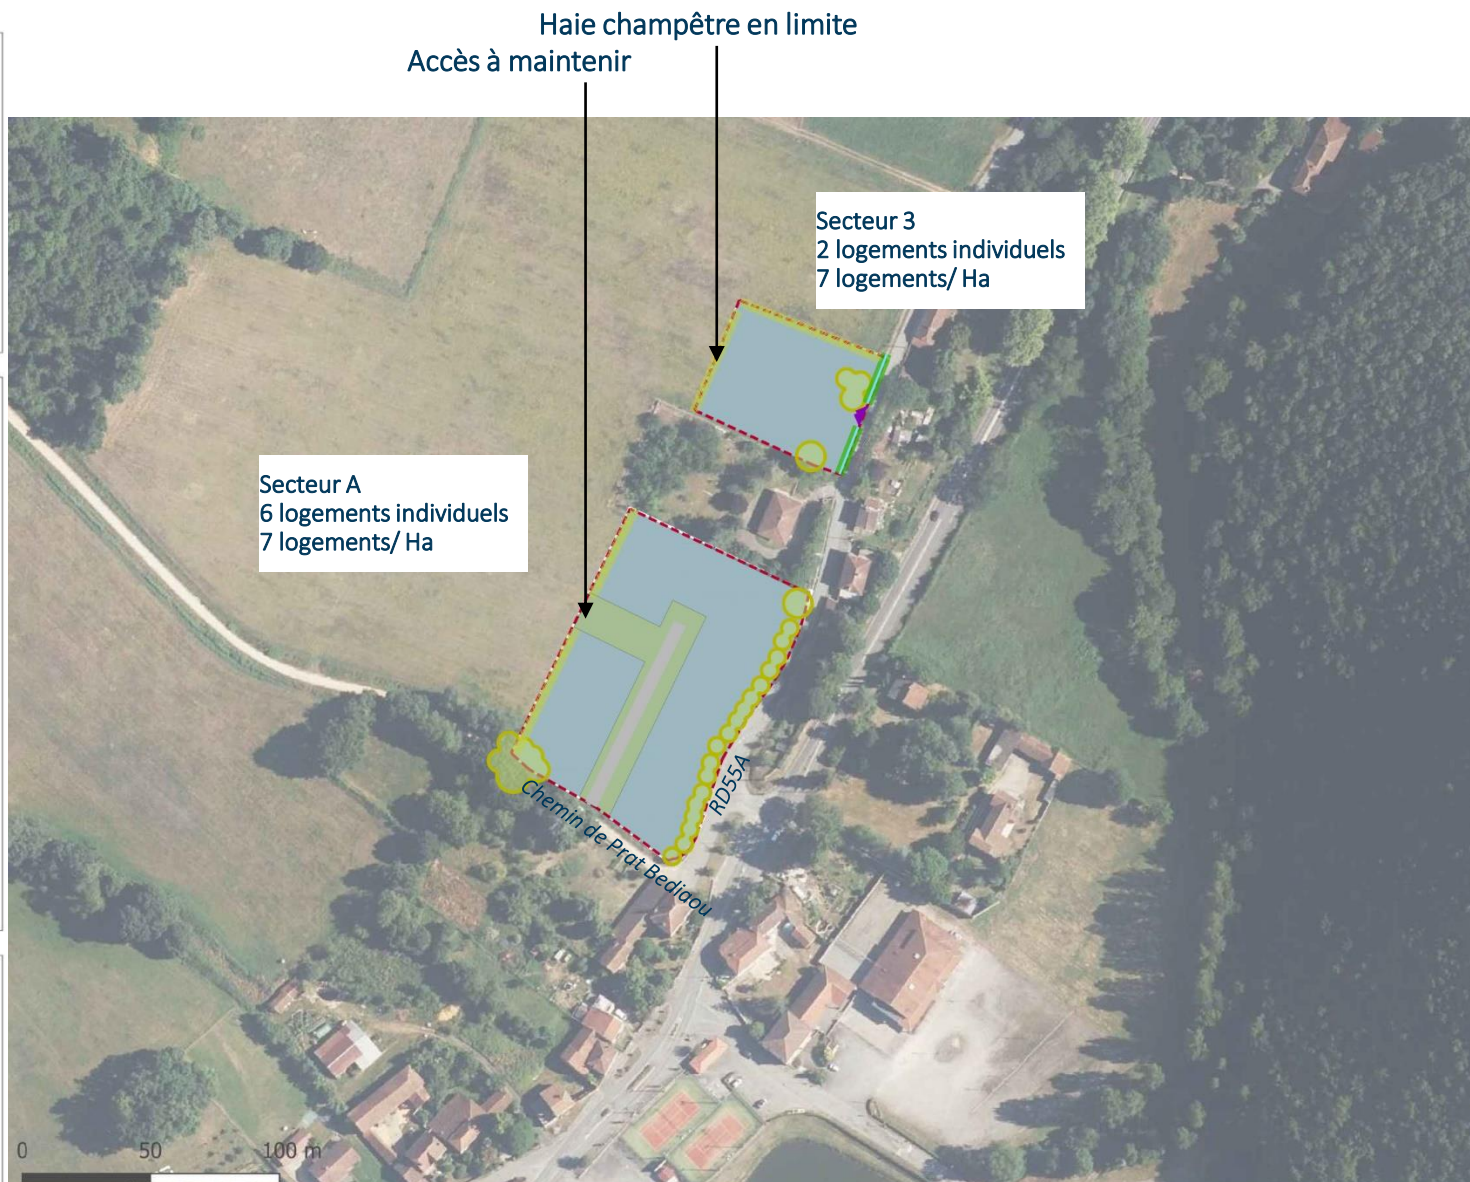 Haie champêtre en limite
Accès à maintenir
Secteur 3
2 logements individuels
7 logements/ Ha
Secteur A
6 logements individuels
7 logements/ Ha
RD55A
Chemin de Prat Bediaou
0 50 100 m